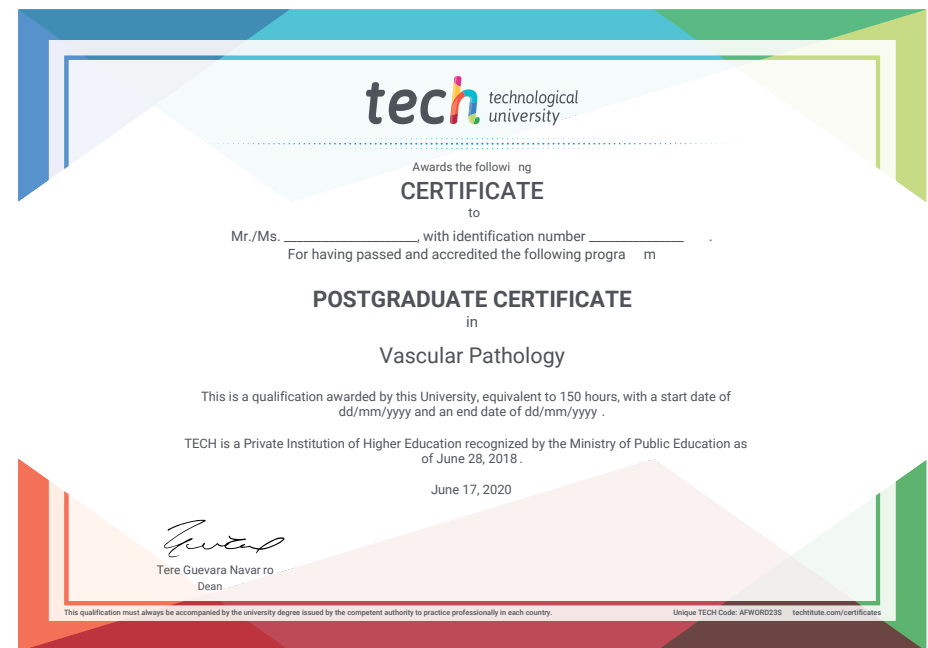 tech technological
university
Awards the followi ng
CERTIFICATE
to
Mr./Ms. ____________________, with identification number ______________ .
For having passed and accredited the following progra m
POSTGRADUATE CERTIFICATE
in
Vascular Pathology
This is a qualification awarded by this University, equivalent to 150 hours, with a start date of
dd/mm/yyyy and an end date of dd/mm/yyyy .
TECH is a Private Institution of Higher Education recognized by the Ministry of Public Education as
of June 28, 2018.
June 17, 2020
Tere Guevara Navar ro
Dean
This qualification must always be accompanied by the university degree issued by the competent authority to practice professionally in each country.
Unique TECH Code: AFWORD23S techtitute.com/certificates